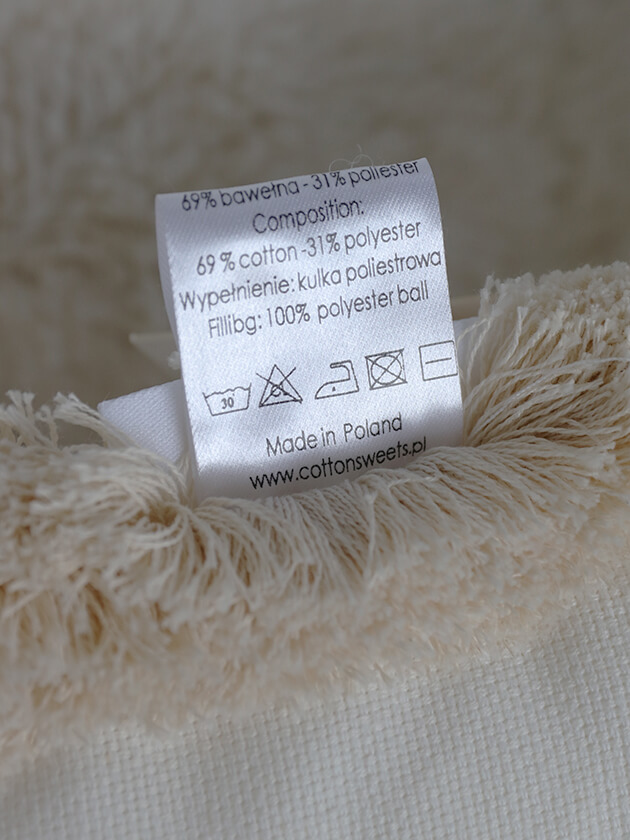 69% bawełna - 31% poliester
Composition:
69 % cotton -31% polyester
Wypełnienie: kulka poliestrowa
Fillibg: 100% polyester ball
30
Made in Poland
www.cottonsweets.pl